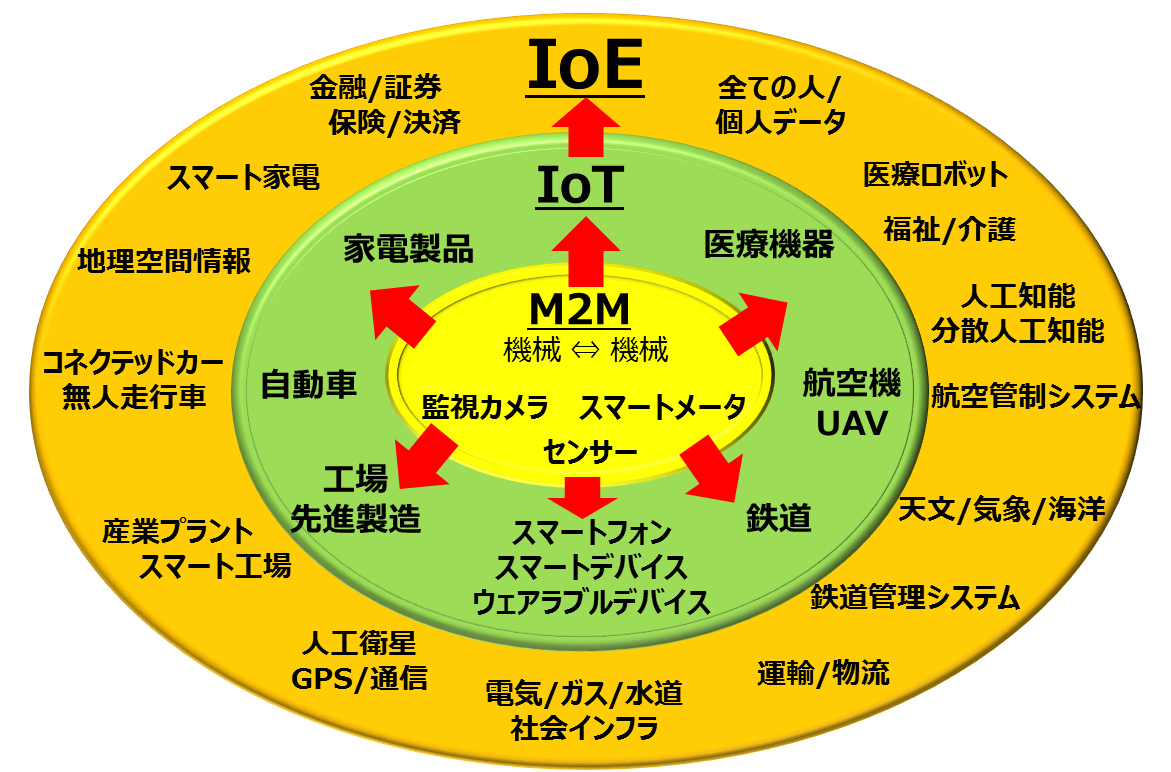 IoE
金融/証券
保険/決済
全ての人/
個人データ
スマート家電
医療ロボット
福祉/介護
地理空間情報
人工知能
分散人工知能
コネクテッドカー
無人走行車
航空管制システム
天文/気象/海洋
産業プラント
スマート工場
鉄道管理システム
人工衛星
GPS/通信
運輸/物流
電気/ガス/水道
社会インフラ
IoT
家電製品
医療機器
自動車
航空機
UAV
工場
先進製造
鉄道
スマートフォン
スマートデバイス
ウェアラブルデバイス
M2M
機械 ⇔ 機械
監視カメラ スマートメータ
センサー